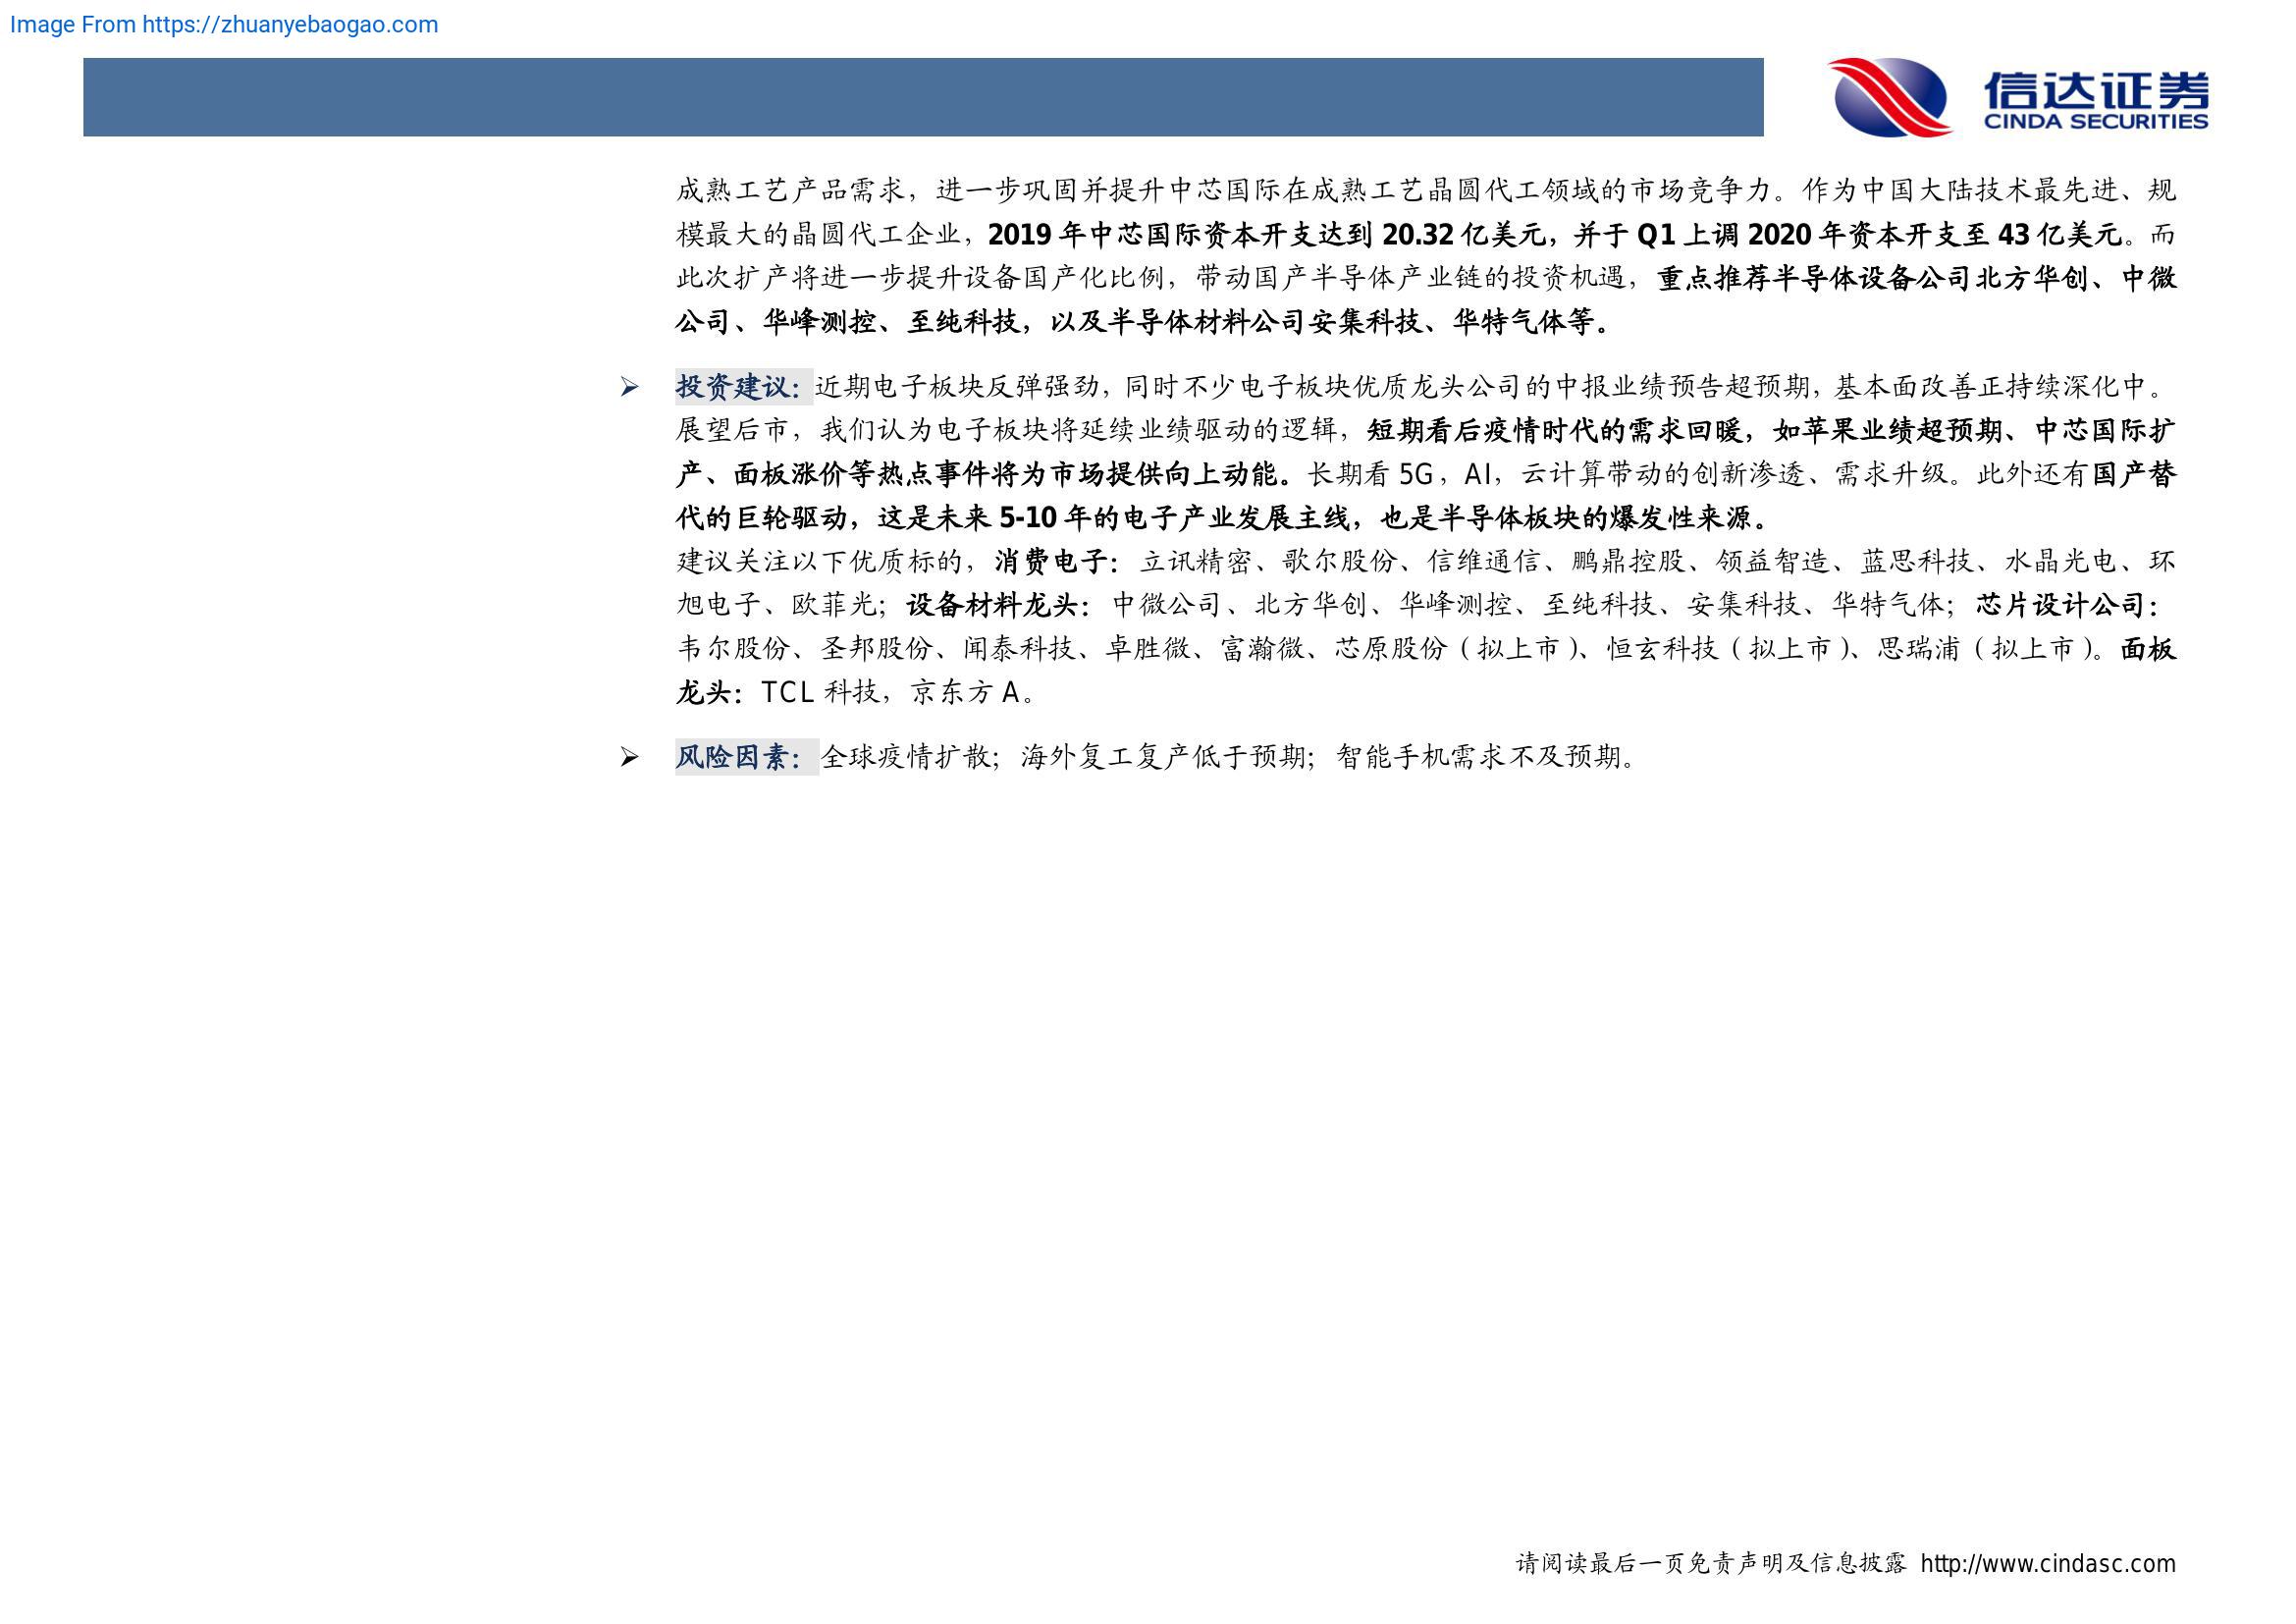 Image From https://zhuanyebaogao.com
信达证券
CINDA SECURITIES
成熟工艺产品需求，进一步巩固并提升中芯国际在成熟工艺晶圆代工领域的市场竞争力。作为中国大陆技术最先进、规
模最大的晶圆代工企业，2019 年中芯国际资本开支达到 20.32 亿美元，并于 Q1 上调 2020 年资本开支至 43 亿美元。而
此次扩产将进一步提升设备国产化比例，带动国产半导体产业链的投资机遇，重点推荐半导体设备公司北方华创、中微
公司、华峰测控、至纯科技，以及半导体材料公司安集科技、华特气体等。
➢ 投资建议：近期电子板块反弹强劲，同时不少电子板块优质龙头公司的中报业绩预告超预期，基本面改善正持续深化中。
展望后市，我们认为电子板块将延续业绩驱动的逻辑，短期看后疫情时代的需求回暖，如苹果业绩超预期、中芯国际扩
产、面板涨价等热点事件将为市场提供向上动能。长期看 5G，AI，云计算带动的创新渗透、需求升级。此外还有国产替
代的巨轮驱动，这是未来 5-10 年的电子产业发展主线，也是半导体板块的爆发性来源。
建议关注以下优质标的，消费电子：立讯精密、歌尔股份、信维通信、鹏鼎控股、领益智造、蓝思科技、水晶光电、环
旭电子、欧菲光；设备材料龙头：中微公司、北方华创、华峰测控、至纯科技、安集科技、华特气体；芯片设计公司：
韦尔股份、圣邦股份、闻泰科技、卓胜微、富瀚微、芯原股份（拟上市）、恒玄科技（拟上市）、思瑞浦（拟上市）。面板
龙头：TCL 科技，京东方 A。
➢ 风险因素：全球疫情扩散；海外复工复产低于预期；智能手机需求不及预期。
请阅读最后一页免责声明及信息披露 http://www.cindasc.com